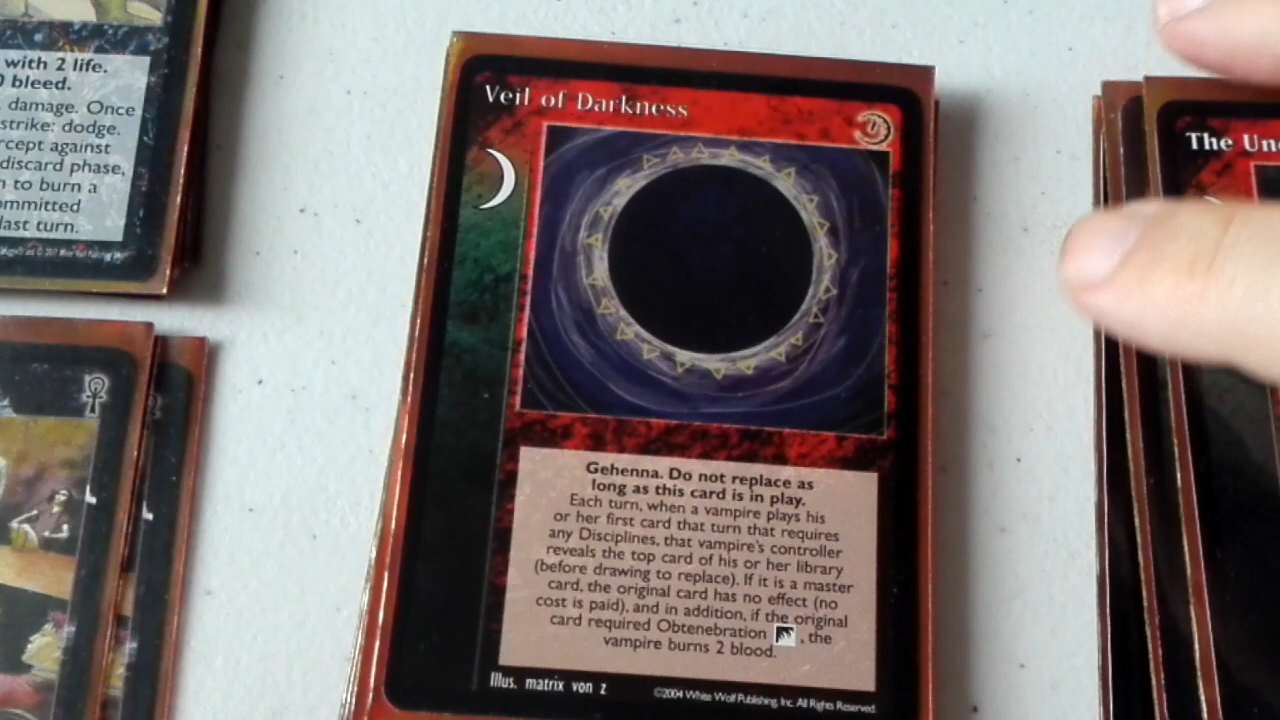 with 2 life.
bleed.
damage. Once
strike: dodge.
against
discard phase,
to burn a
last turn.
Veil of Darkness
The
Gehenna. Do not replace as
long as this card is in play.
Each turn, when a vampire plays his
or her first card that turn that requires
any Disciplines, that vampire's controller
reveals the top card of his or her library
(before drawing to replace). If it is a master
card, the original card has no effect (no
cost is paid), and in addition, if the original
card required Obtenebration , the
vampire burns 2 blood.
Illus. matrix von z
©2004 White Wolf Publishing, Inc. All Rights Reserved.